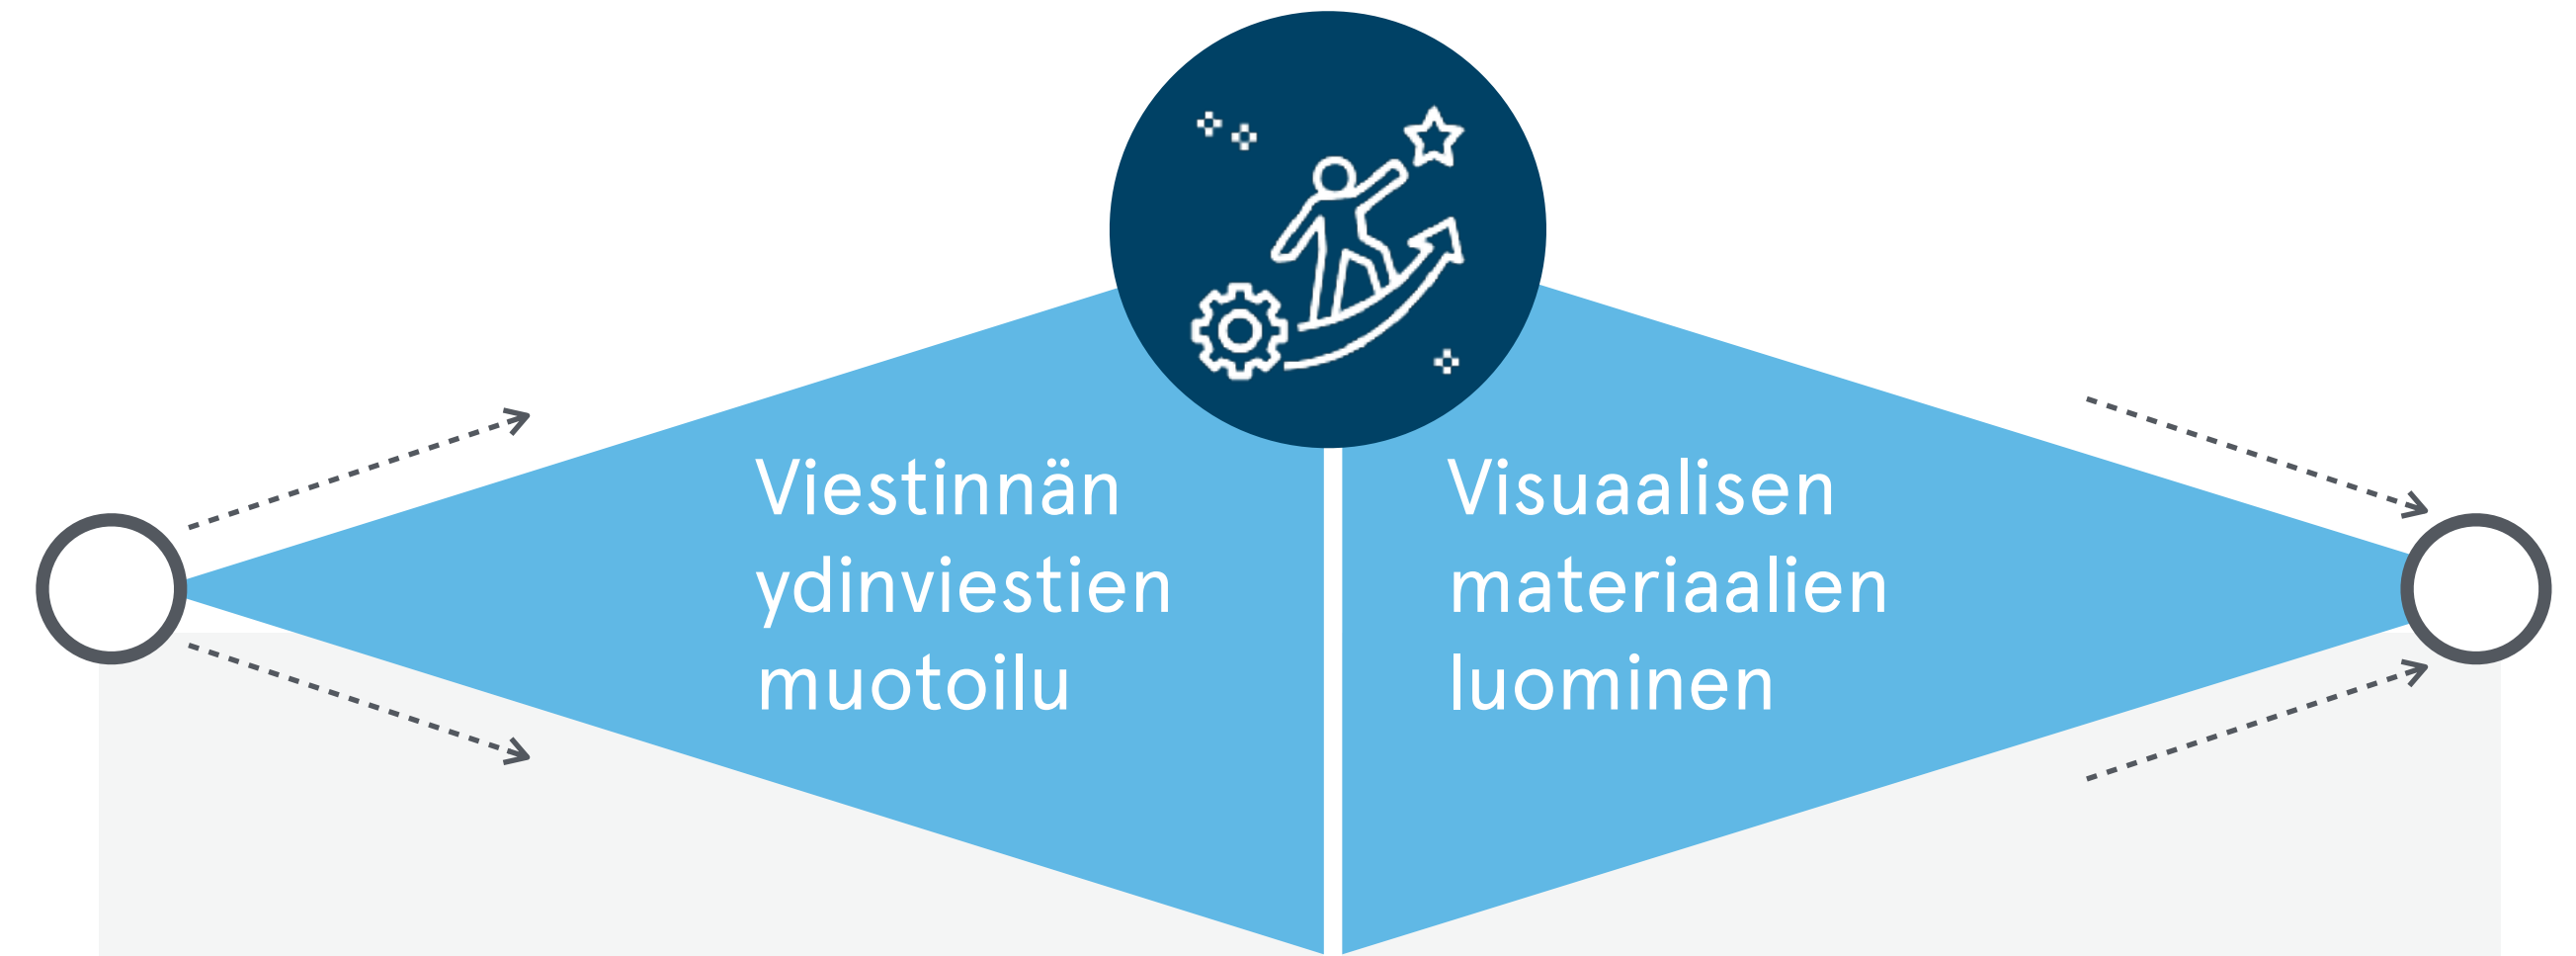 Viestinnän
ydinviestien
muotoilu
Visuaalisen
materiaalien
luominen